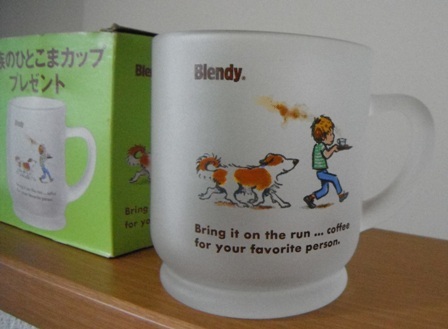 族のひとこまカップ
プレゼント
Blendy.
Bring it on the run ... coffee
for your favorite person.
Bring
for yo